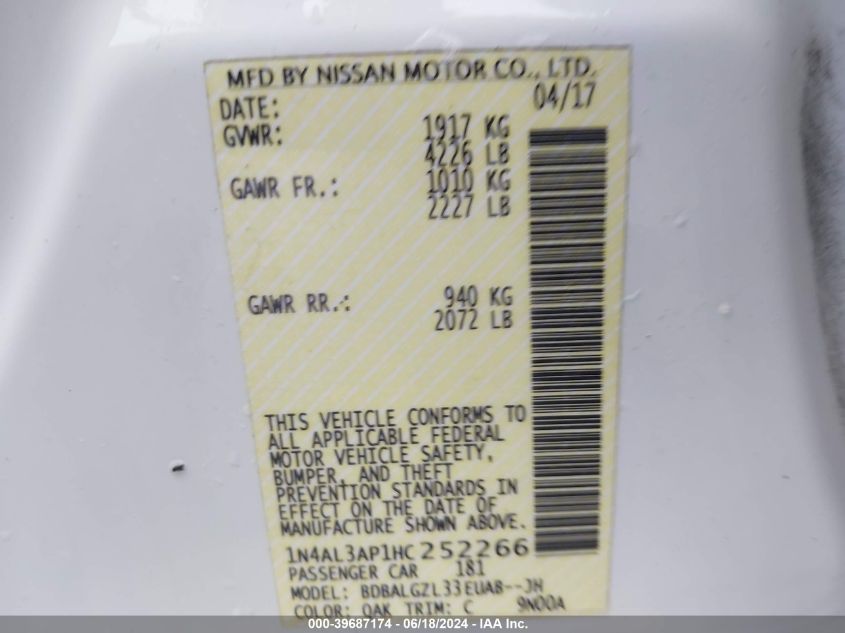 MFD BY NISSAN MOTOR CO., LTD.
DATE: 04/17
GVWR: 1917 KG
4226 LB
GAWR FR.: 1010 KG
2227 LB
GAWR RR.: 940 KG
2072 LB
THIS VEHICLE CONFORMS TO
ALL APPLICABLE FEDERAL
MOTOR VEHICLE SAFETY,
BUMPER, AND THEFT
PREVENTION STANDARDS IN
EFFECT ON THE DATE OF
MANUFACTURE SHOWN ABOVE.
1N4AL3AP1HC252266
PASSENGER CAR 181
MODEL: BDBALGZL33EUA8--JH
COLOR: QAK TRIM: C 9N00A
000-39687174 - 06/18/2024 - IAA Inc.